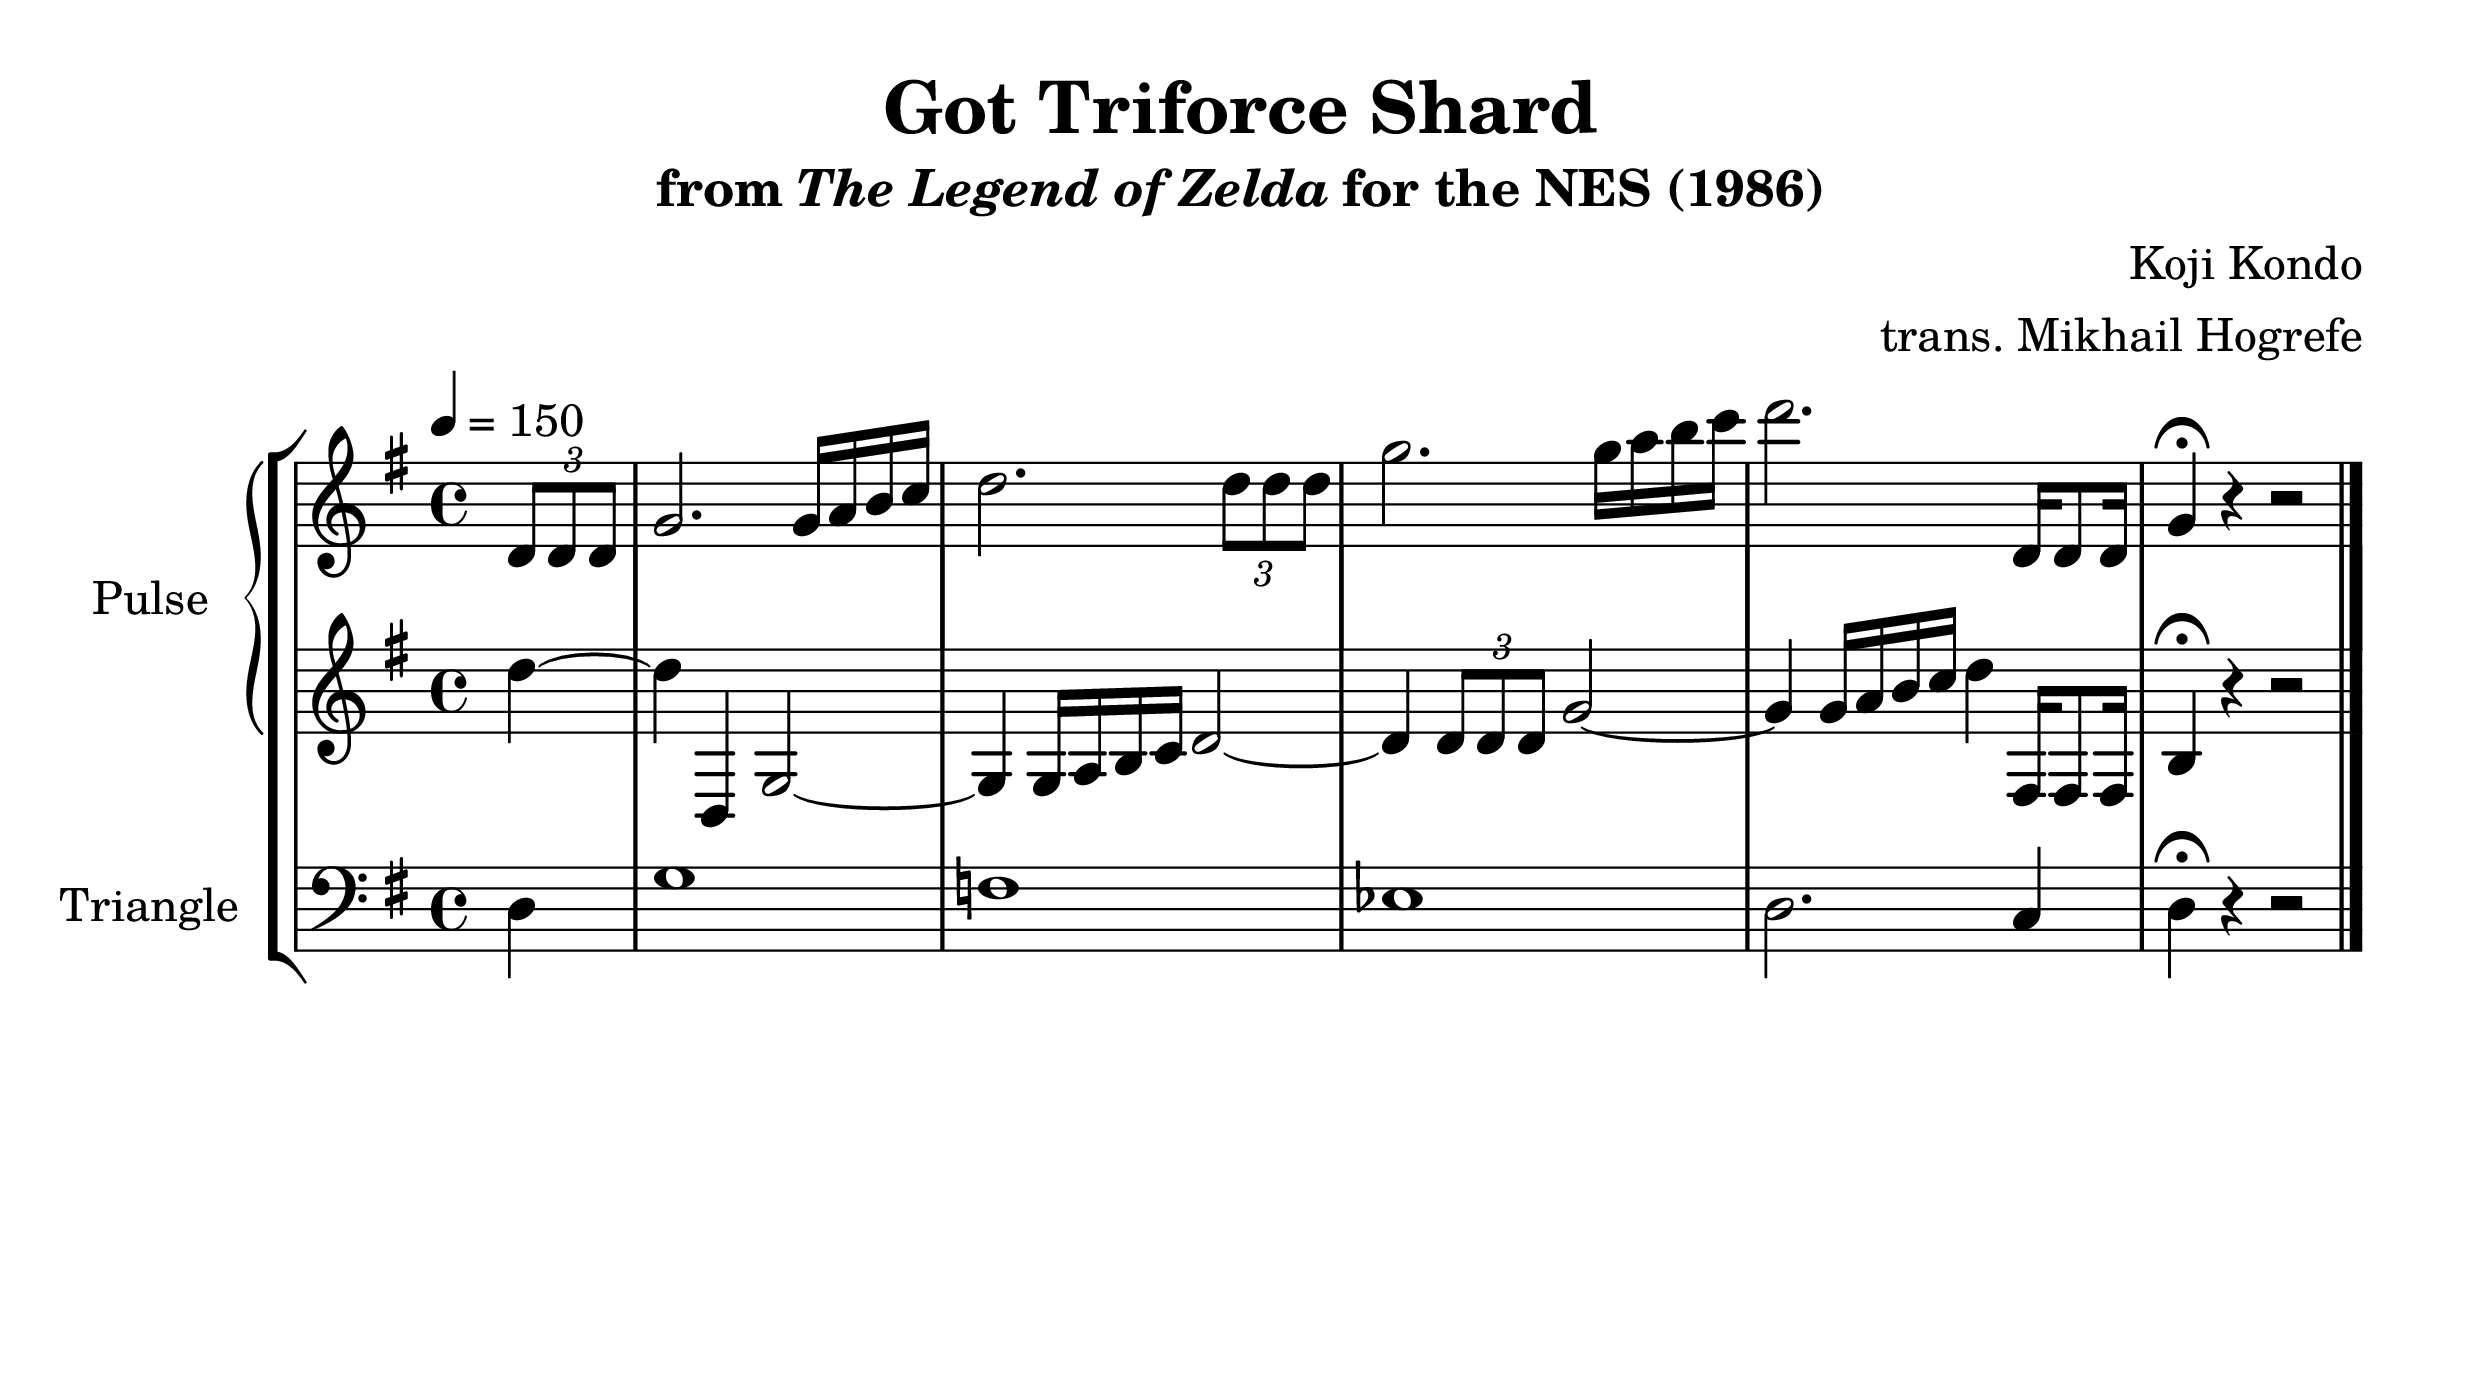 Got Triforce Shard
from The Legend of Zelda for the NES (1986)
Koji Kondo
trans. Mikhail Hogrefe
= 150
3
3
Pulse
3
Triangle